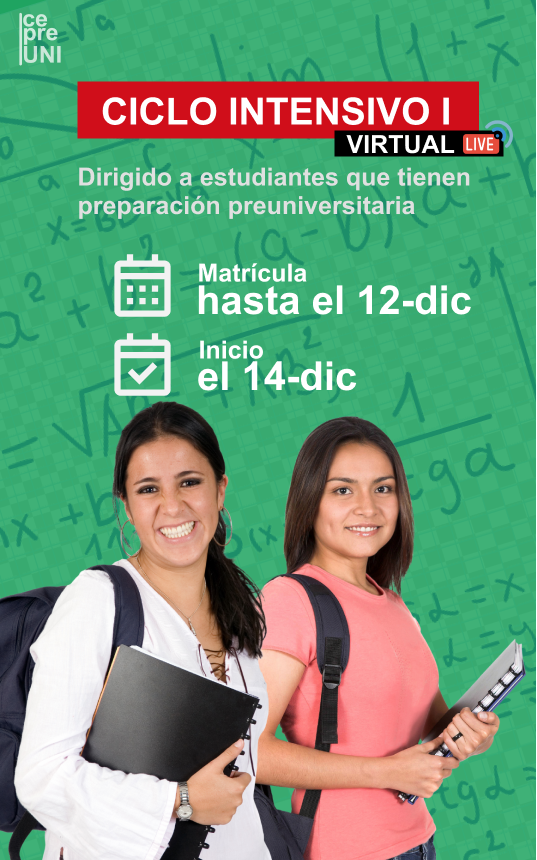 ce
pre
UNI
CICLO INTENSIVO I
VIRTUAL LIVE
Dirigido a estudiantes que tienen
preparación preuniversitaria
Matrícula
hasta el 12-dic
Inicio
el 14-dic